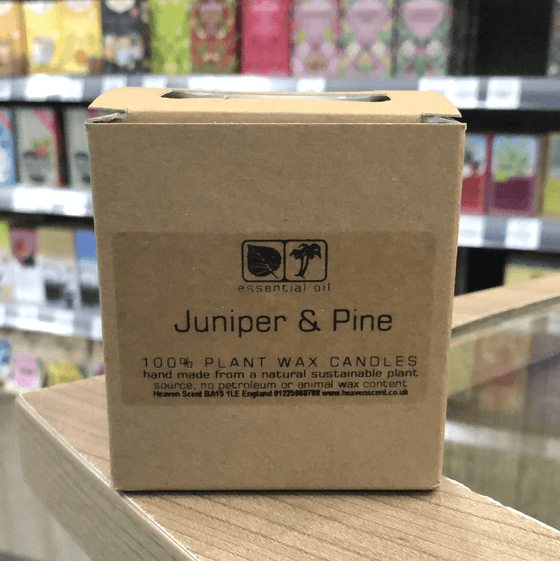 essential oil
Juniper & Pine
100% PLANT WAX CANDLES
hand made from a natural sustainable plant
source, no petroleum or animal wax content
Heaven Scent BA15 1LE England 01225868788 www.heavenscent.co.uk